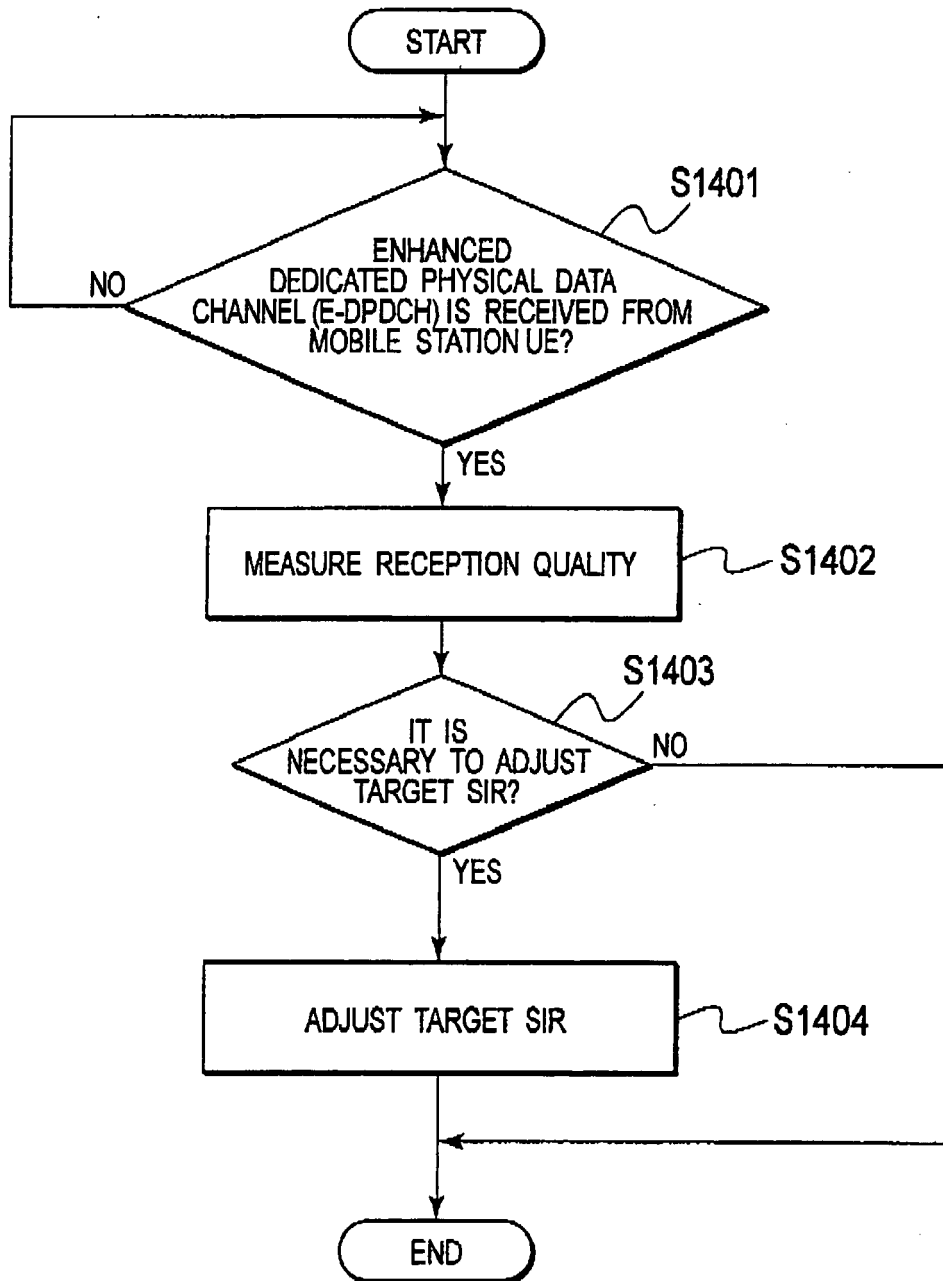 START
S1401
ENHANCED
DEDICATED PHYSICAL DATA
CHANNEL (E-DPDCH) IS RECEIVED FROM
MOBILE STATION UE?
NO
YES
MEASURE RECEPTION QUALITY
S1402
S1403
IT IS
NECESSARY TO ADJUST
TARGET SIR?
NO
YES
ADJUST TARGET SIR
S1404
END